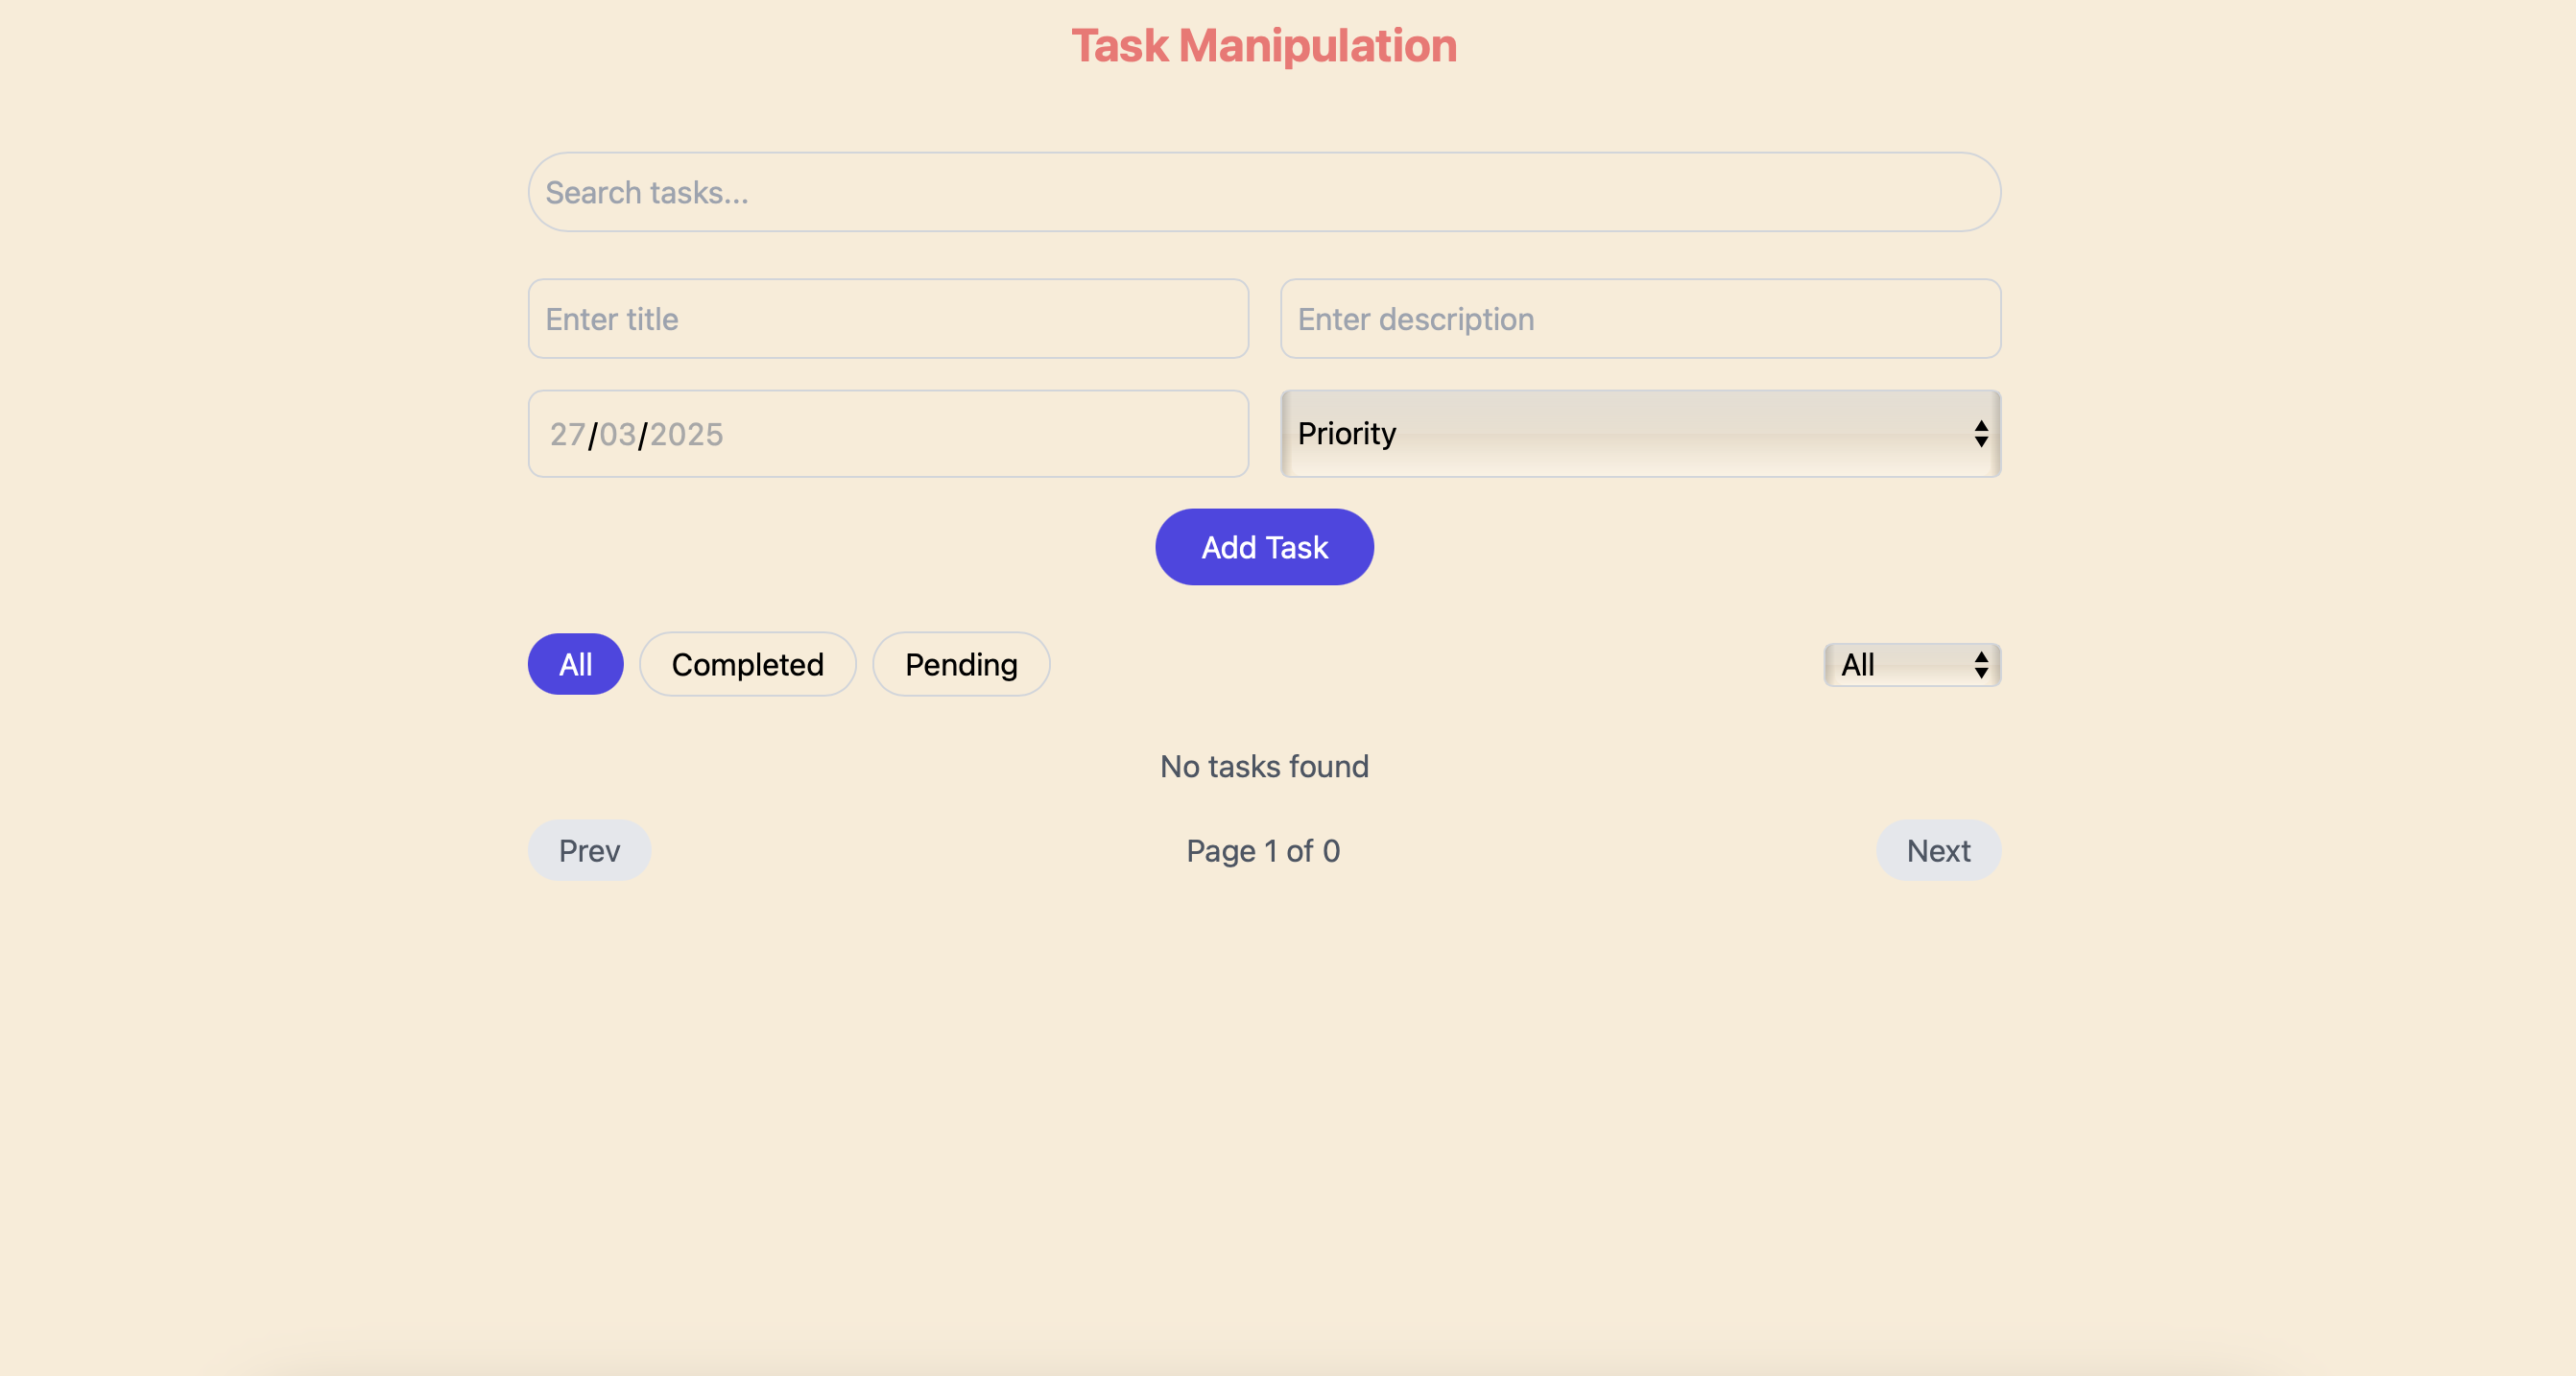 Task Manipulation
Search tasks...
Enter title
Enter description
27/03/2025
Priority
Add Task
All
Completed
Pending
All
No tasks found
Prev
Page 1 of 0
Next